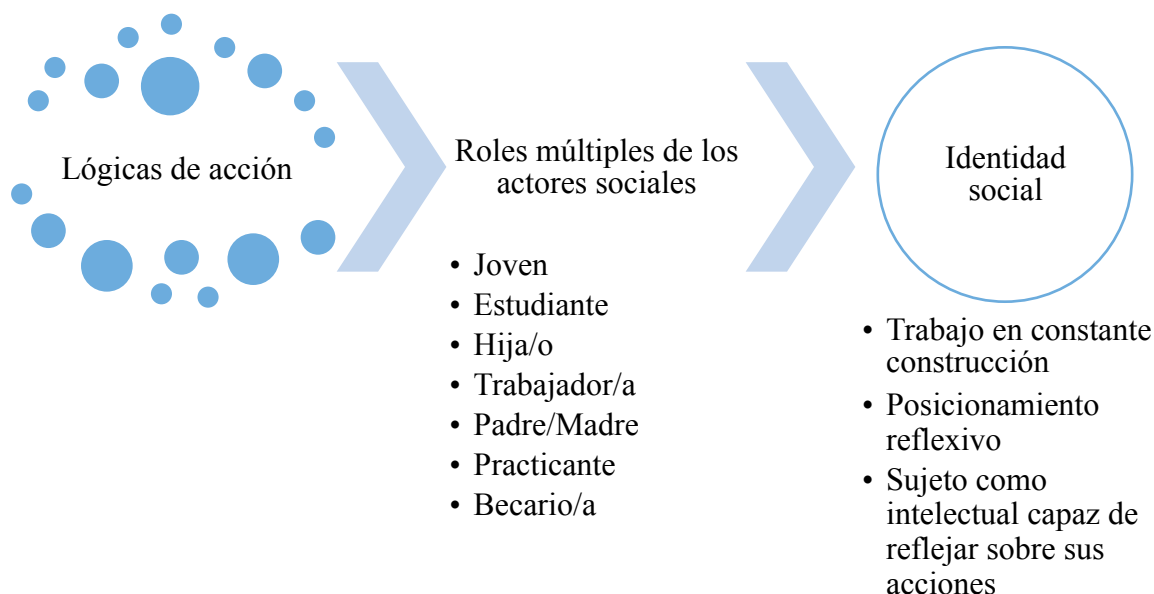 Lógicas de acción
Roles múltiples de los
actores sociales
• Joven
• Estudiante
• Hija/o
• Trabajador/a
• Padre/Madre
• Practicante
• Becario/a
Identidad
social
• Trabajo en constante
construcción
• Posicionamiento
reflexivo
• Sujeto como
intelectual capaz de
reflejar sobre sus
acciones